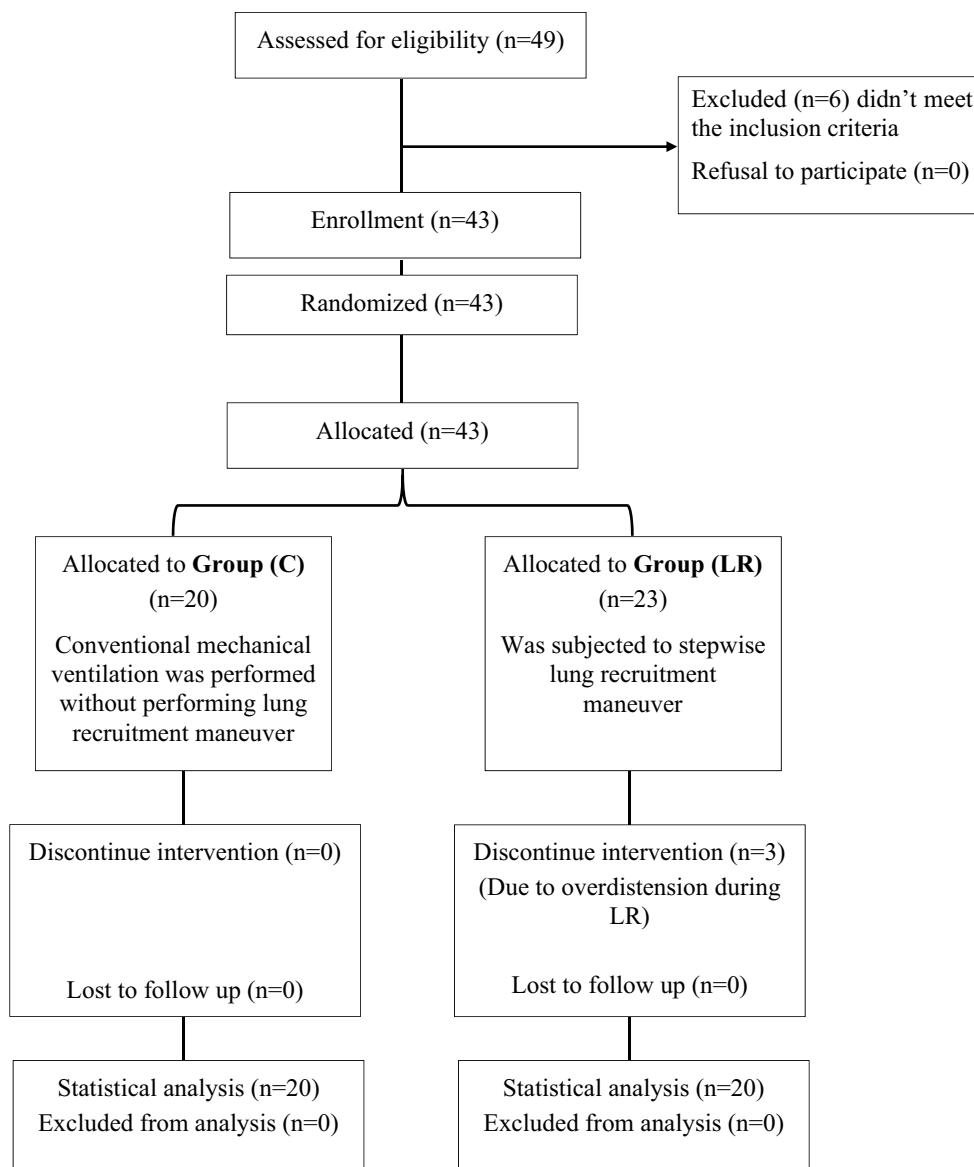 Assessed for eligibility (n=49)
Excluded (n=6) didn’t meet
the inclusion criteria
Refusal to participate (n=0)
Enrollment (n=43)
Randomized (n=43)
Allocated (n=43)
Allocated to Group (C)
(n=20)
Conventional mechanical
ventilation was performed
without performing lung
recruitment maneuver
Allocated to Group (LR)
(n=23)
Was subjected to stepwise
lung recruitment
maneuver
Discontinue intervention (n=0)
Lost to follow up (n=0)
Discontinue intervention (n=3)
(Due to overdistension during
LR)
Lost to follow up (n=0)
Statistical analysis (n=20)
Excluded from analysis (n=0)
Statistical analysis (n=20)
Excluded from analysis (n=0)